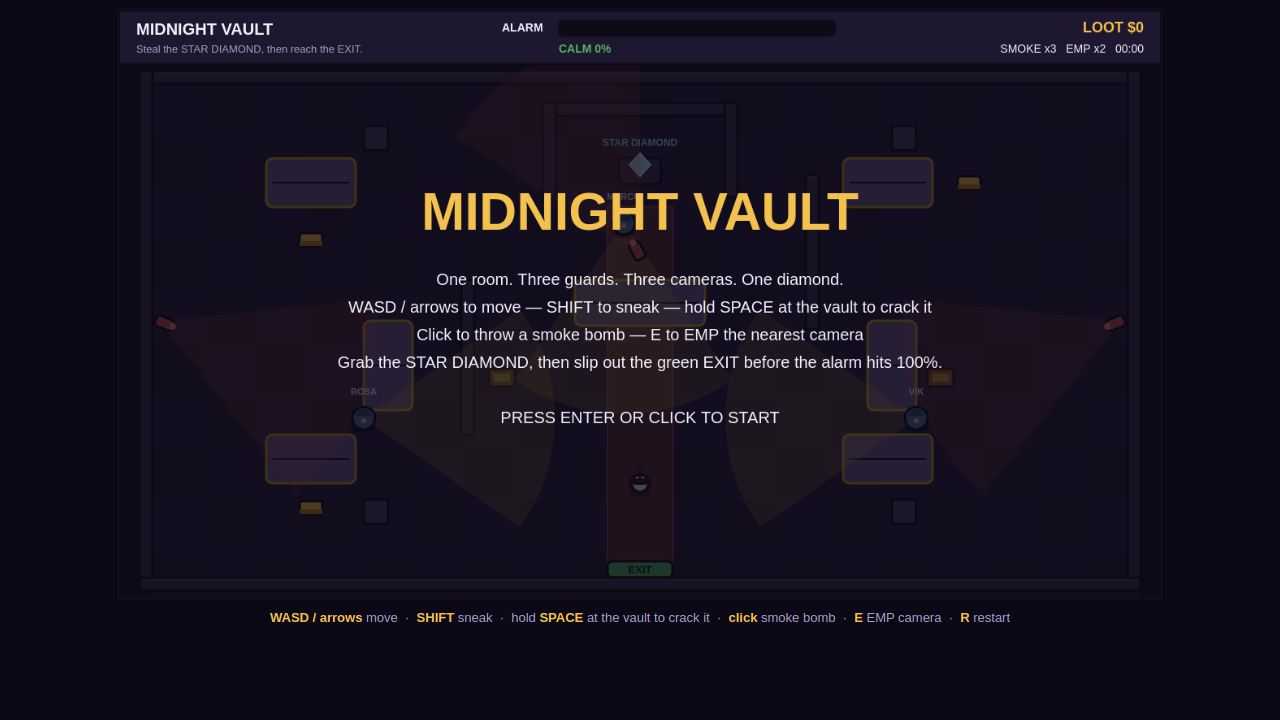 MIDNIGHT VAULT
Steal the STAR DIAMOND, then reach the EXIT.
ALARM
CALM 0%
LOOT $0
SMOKE x3 EMP x2 00:00
STAR DIAMOND
MIDNIGHT VAULT
One room. Three guards. Three cameras. One diamond.
WASD / arrows to move — SHIFT to sneak — hold SPACE at the vault to crack it
Click to throw a smoke bomb — E to EMP the nearest camera
Grab the STAR DIAMOND, then slip out the green EXIT before the alarm hits 100%.
ROSA
VIK
PRESS ENTER OR CLICK TO START
EXIT
WASD / arrows move · SHIFT sneak · hold SPACE at the vault to crack it · click smoke bomb · E EMP camera · R restart